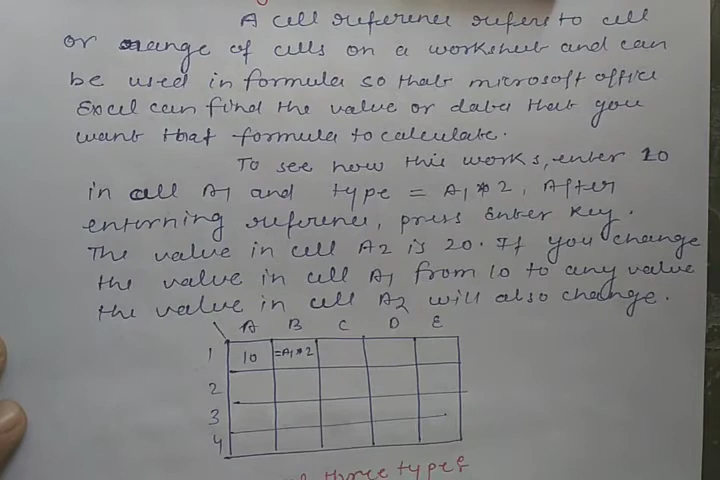 A cell reference refers to cell
or range of cells on a worksheet and can
be used in formula so that microsoft office
Excel can find the value or data that you
want that formula to calculate.
To see how this works, enter 10
in cell A1 and type = A1*2, After
enterning reference, press Enter key.
The value in cell A2 is 20. If you change
the value in cell A1 from 10 to any value
the value in cell A2 will also change.
A B C D E
1 10 =A1*2
2
3
4
three types